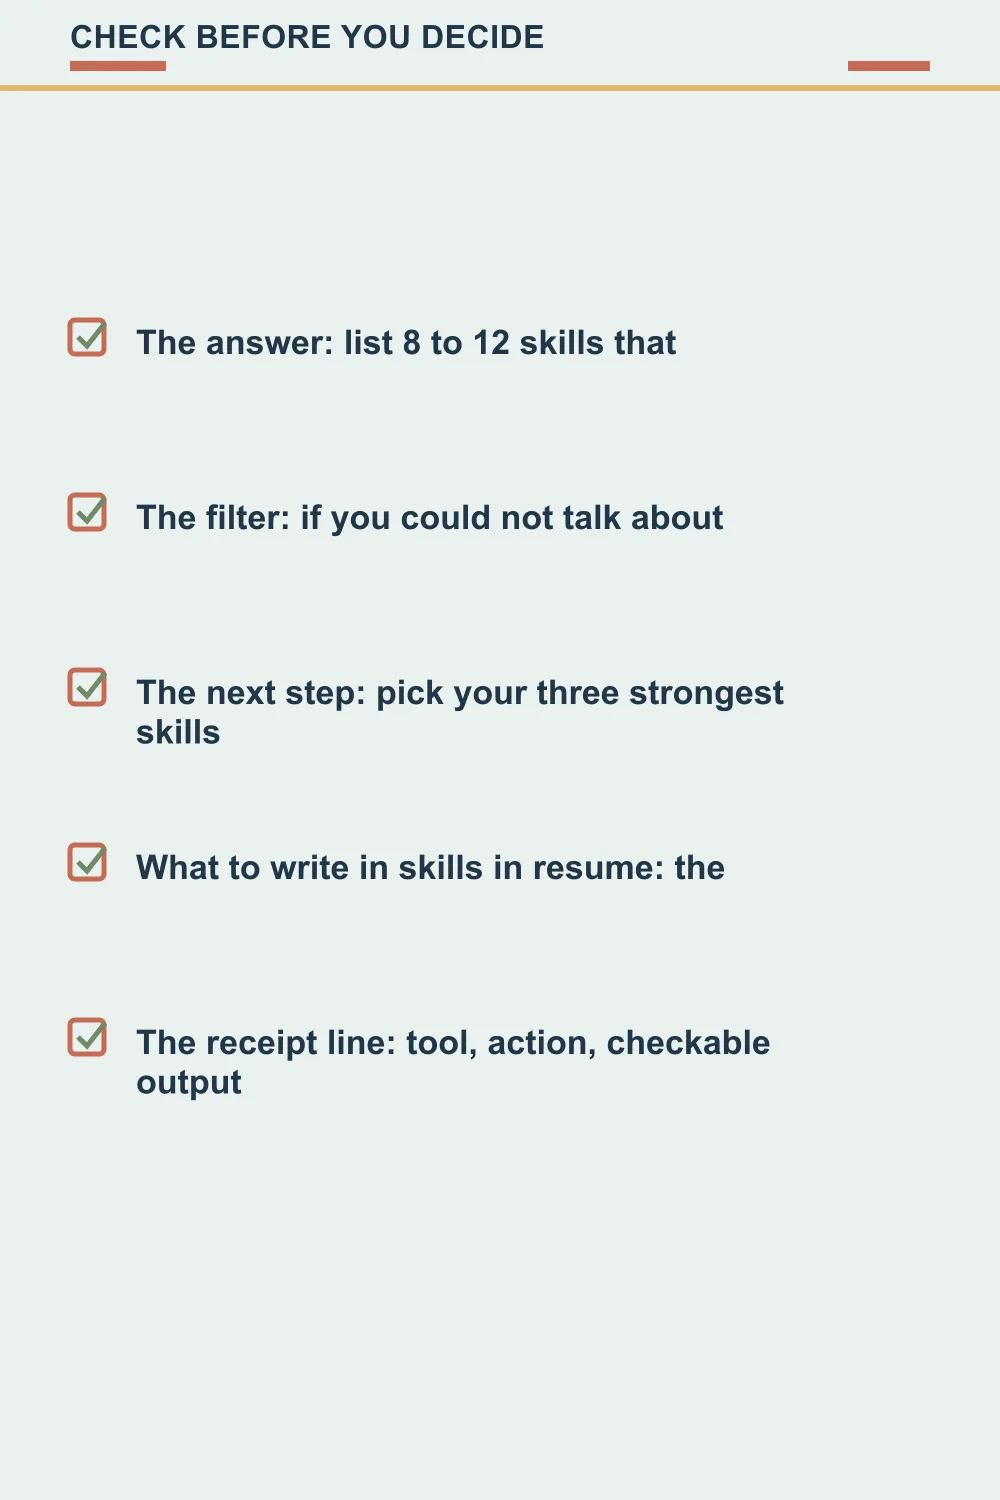 CHECK BEFORE YOU DECIDE
The answer: list 8 to 12 skills that
The filter: if you could not talk about
The next step: pick your three strongest
skills
What to write in skills in resume: the
The receipt line: tool, action, checkable
output